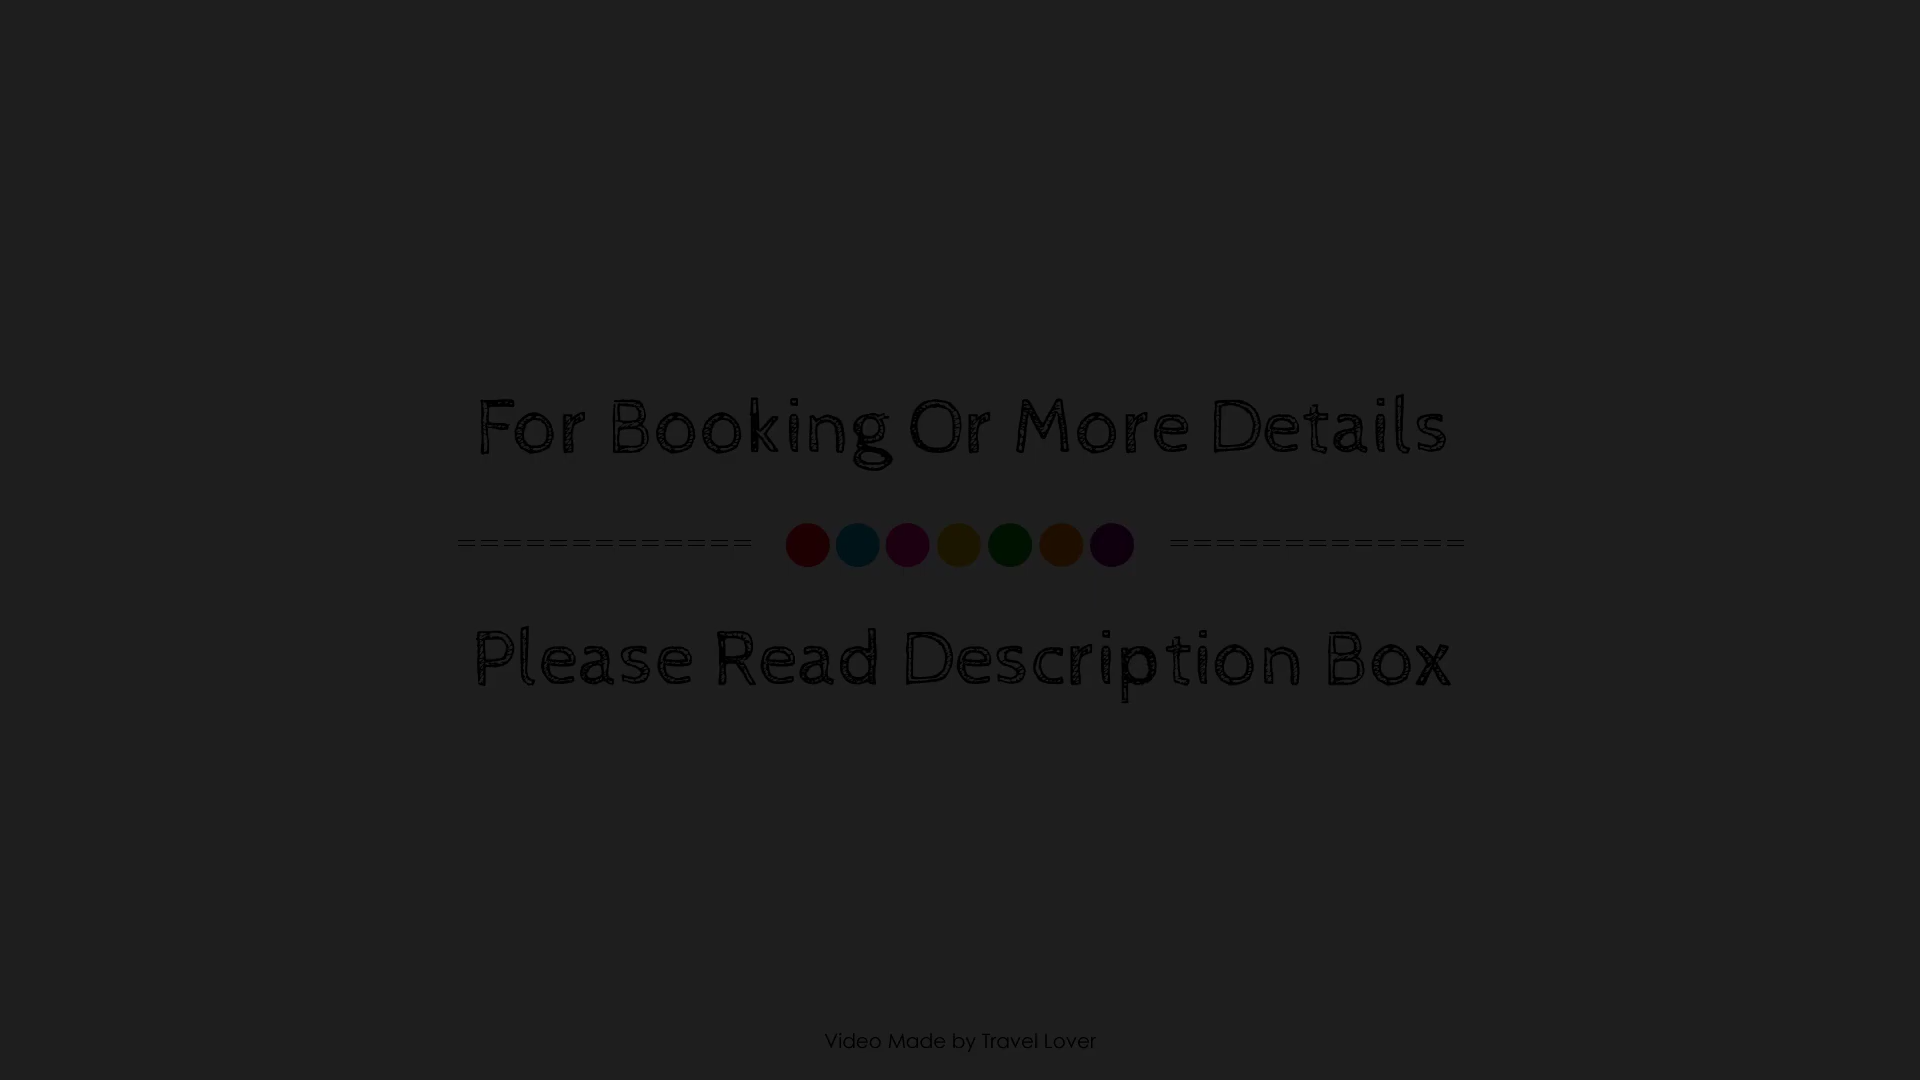 For Booking Or More Details
============= =============
Please Read Description Box
Video Made by Travel Lover